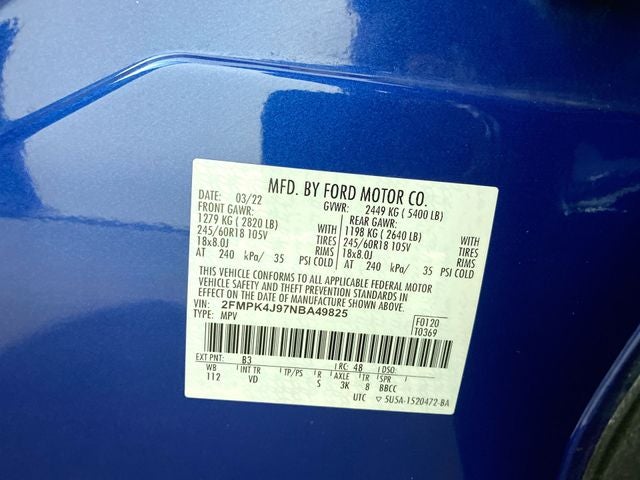 MFD. BY FORD MOTOR CO.
DATE: 03/22 GVWR: 2449 KG ( 5400 LB)
FRONT GAWR: REAR GAWR:
1279 KG ( 2820 LB) WITH 1198 KG ( 2640 LB) WITH
245/60R18 105V TIRES 245/60R18 105V TIRES
18x8.0J RIMS 18x8.0J RIMS
AT 240 kPa/ 35 PSI COLD AT 240 kPa/ 35 PSI COLD
THIS VEHICLE CONFORMS TO ALL APPLICABLE FEDERAL MOTOR
VEHICLE SAFETY AND THEFT PREVENTION STANDARDS IN
EFFECT ON THE DATE OF MANUFACTURE SHOWN ABOVE.
VIN: 2FMPK4J97NBA49825
TYPE: MPV F0120
T0369
EXT PNT: B3 RC: 48 DSO:
WB INT TR TP/PS R AXLE TR SPR
112 VD S 3K 8 BBCC
UTC 5U5A-1520472-BA